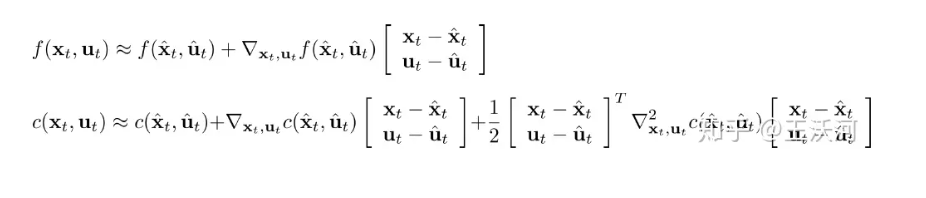 f(x_t, u_t) ≈ f(x̂_t, û_t) + ∇_{x_t,u_t} f(x̂_t, û_t) [ x_t − x̂_t ; u_t − û_t ]
c(x_t, u_t) ≈ c(x̂_t, û_t)+∇_{x_t,u_t} c(x̂_t, û_t) [ x_t − x̂_t ; u_t − û_t ]+1/2 [ x_t − x̂_t ; u_t − û_t ]^T ∇²_{x_t,u_t} c(x̂_t, û_t) [ x_t − x̂_t ; u_t − û_t ]
知乎 @王沃河